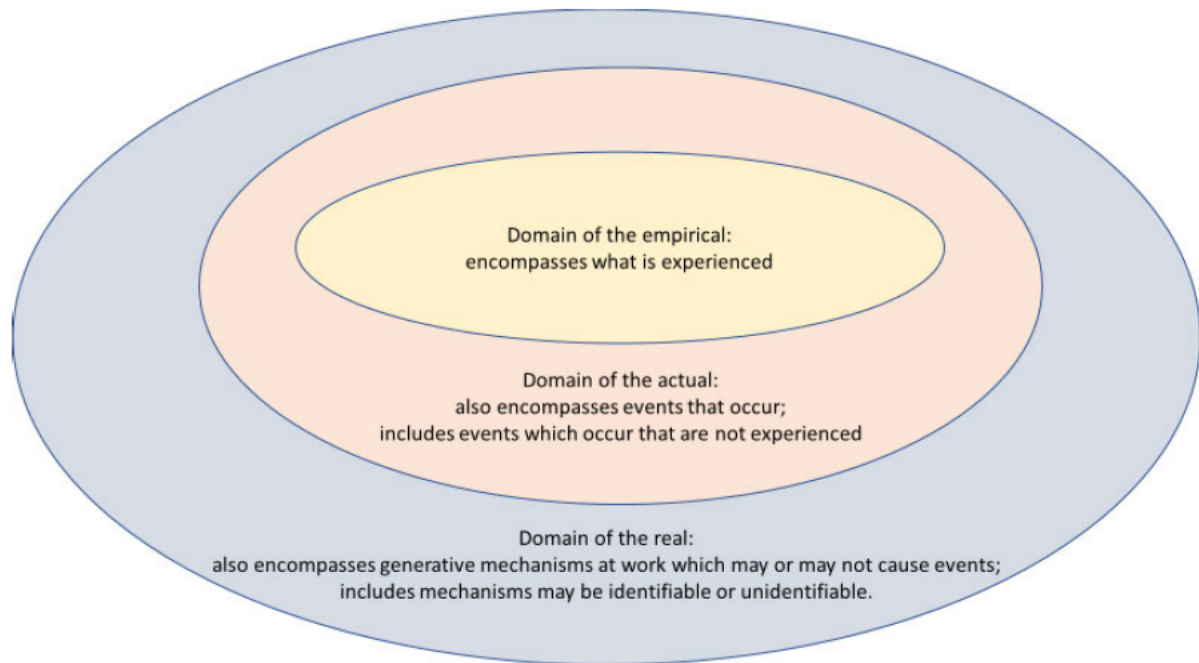 Domain of the empirical:
encompasses what is experienced
Domain of the actual:
also encompasses events that occur;
includes events which occur that are not experienced
Domain of the real:
also encompasses generative mechanisms at work which may or may not cause events;
includes mechanisms may be identifiable or unidentifiable.